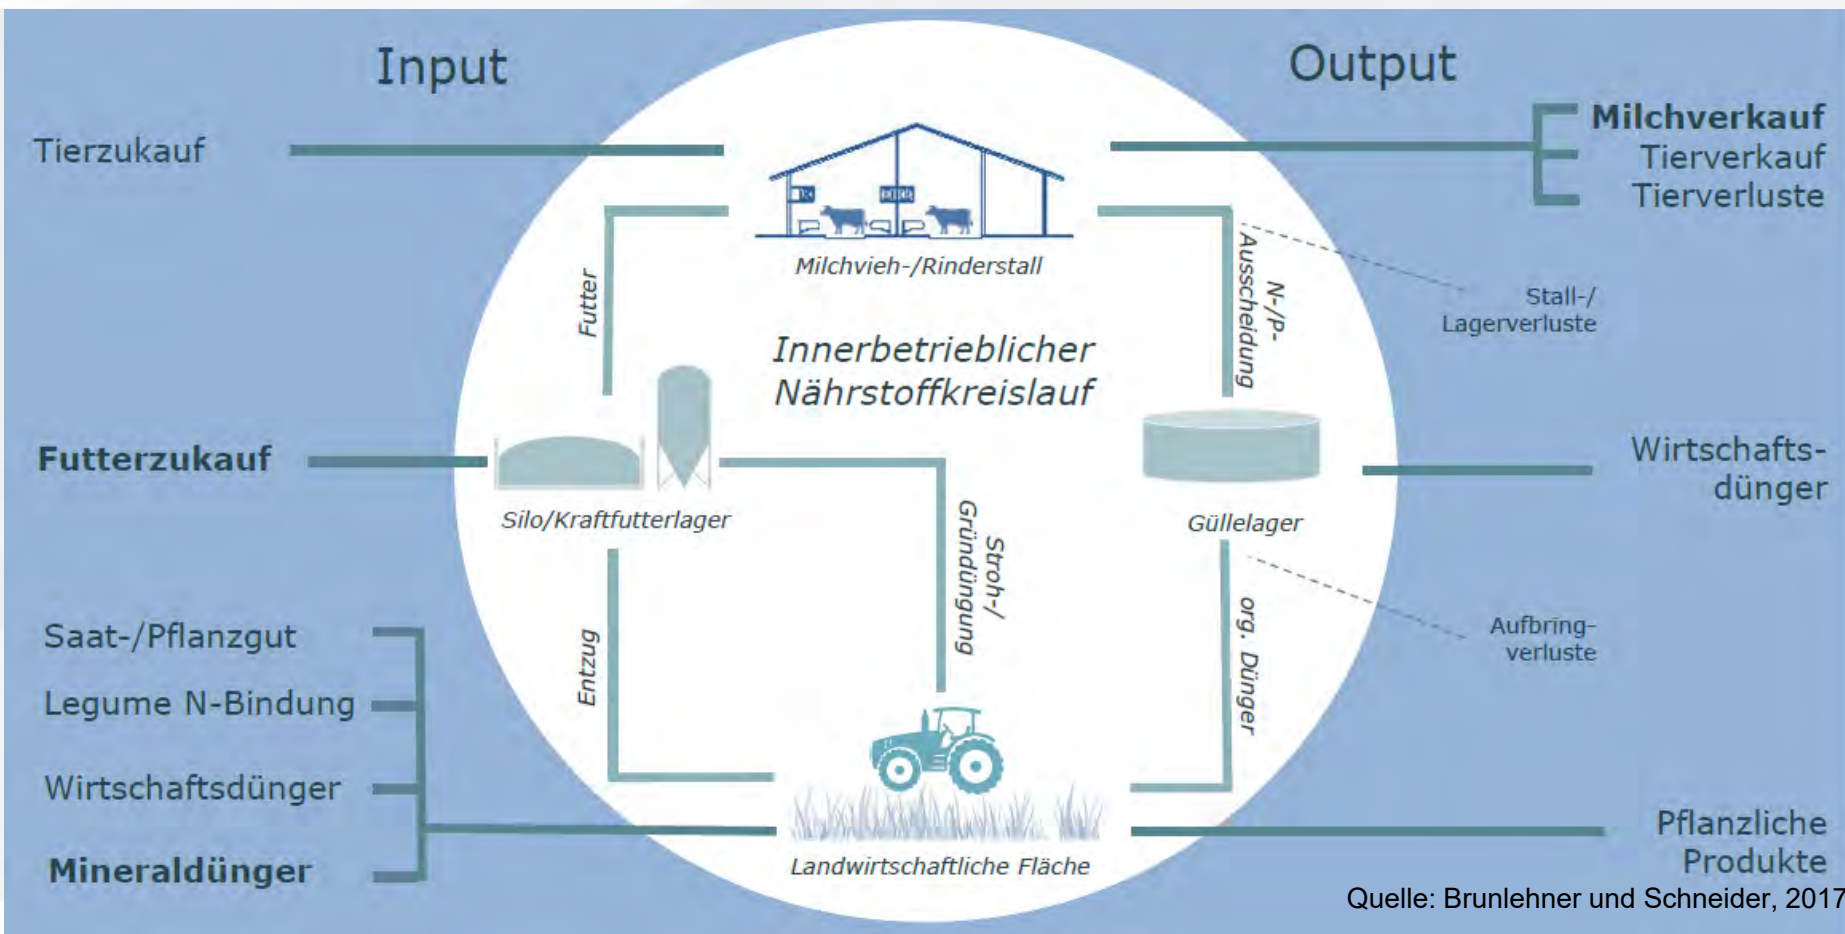 Input
Output
Tierzukauf
Milchverkauf
Tierverkauf
Tierverluste
Milchvieh-/Rinderstall
Futter
N-/P-
Ausscheidung
Stall-/
Lagerverluste
Innerbetrieblicher
Nährstoffkreislauf
Futterzukauf
Silo/Kraftfutterlager
Stroh-/
Gründüngung
Güllelager
Wirtschafts-
dünger
Entzug
org. Dünger
Aufbring-
verluste
Saat-/Pflanzgut
Legume N-Bindung
Wirtschaftsdünger
Mineraldünger
Landwirtschaftliche Fläche
Pflanzliche
Produkte
Quelle: Brunlehner und Schneider, 2017